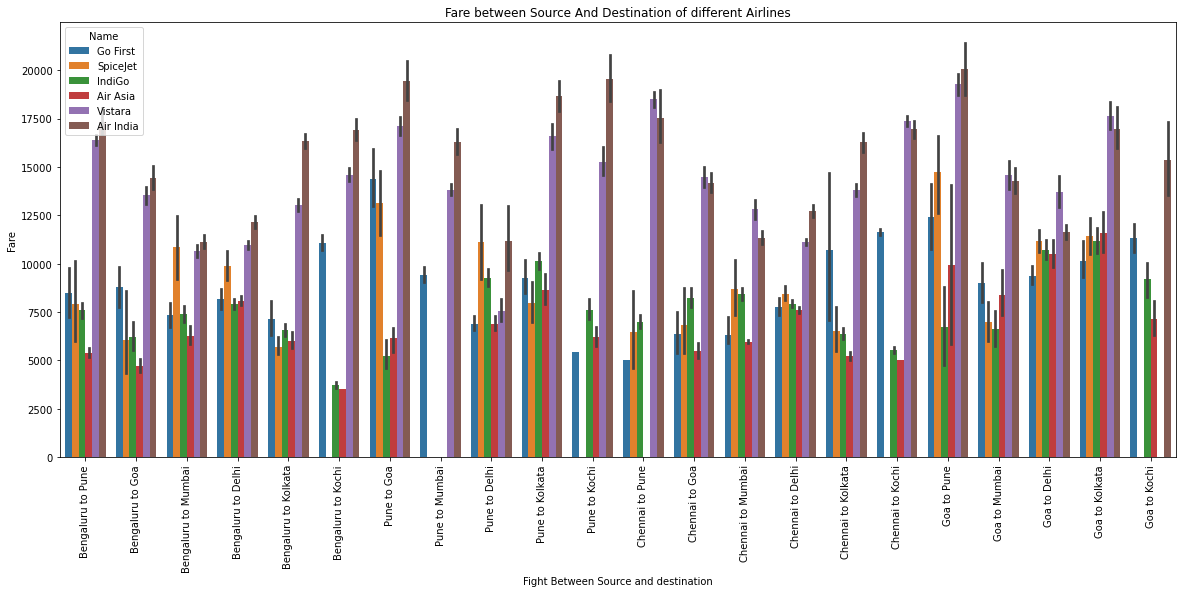 Fare between Source And Destination of different Airlines
Name
Go First
SpiceJet
IndiGo
Air Asia
Vistara
Air India
Fare
20000
17500
15000
12500
10000
7500
5000
2500
0
Bengaluru to Pune
Bengaluru to Goa
Bengaluru to Mumbai
Bengaluru to Delhi
Bengaluru to Kolkata
Bengaluru to Kochi
Pune to Goa
Pune to Mumbai
Pune to Delhi
Pune to Kolkata
Pune to Kochi
Chennai to Pune
Chennai to Goa
Chennai to Mumbai
Chennai to Delhi
Chennai to Kolkata
Chennai to Kochi
Goa to Pune
Goa to Mumbai
Goa to Delhi
Goa to Kolkata
Goa to Kochi
Fight Between Source and destination